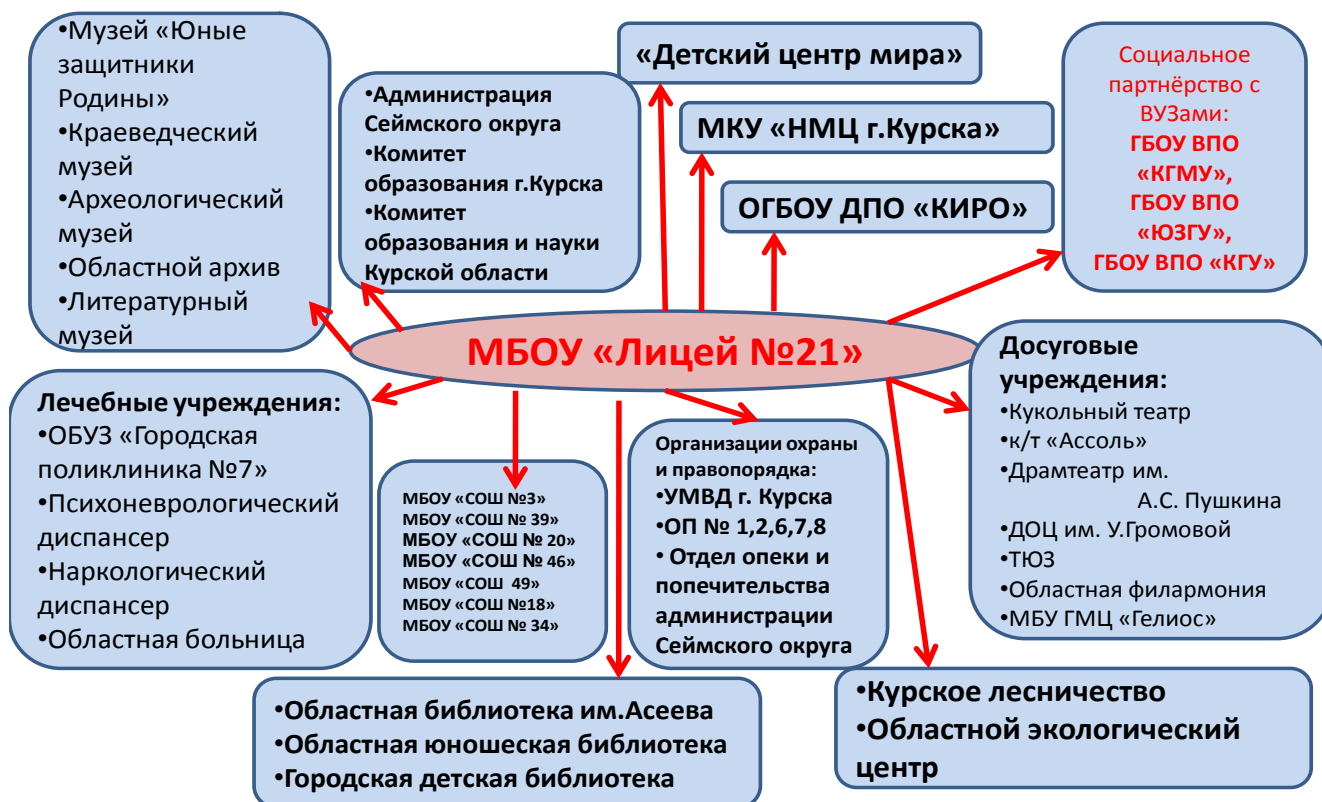 •Музей «Юные
защитники
Родины»
•Краеведческий
музей
•Археологический
музей
•Областной архив
•Литературный
музей
•Администрация
Сеймского округа
•Комитет
образования г.Курска
•Комитет
образования и науки
Курской области
«Детский центр мира»
МКУ «НМЦ г.Курска»
ОГБОУ ДПО «КИРО»
Социальное
партнёрство с
ВУЗами:
ГБОУ ВПО
«КГМУ»,
ГБОУ ВПО
«ЮЗГУ»,
ГБОУ ВПО «КГУ»
МБОУ «Лицей №21»
Лечебные учреждения:
•ОБУЗ «Городская
поликлиника №7»
•Психоневрологический
диспансер
•Наркологический
диспансер
•Областная больница
МБОУ «СОШ №3»
МБОУ «СОШ № 39»
МБОУ «СОШ № 20»
МБОУ «СОШ № 46»
МБОУ «СОШ 49»
МБОУ «СОШ №18»
МБОУ «СОШ № 34»
Организации охраны
и правопорядка:
•УМВД г. Курска
•ОП № 1,2,6,7,8
• Отдел опеки и
попечительства
администрации
Сеймского округа
Досуговые
учреждения:
•Кукольный театр
•к/т «Ассоль»
•Драмтеатр им.
А.С. Пушкина
•ДОЦ им. У.Громовой
•ТЮЗ
•Областная филармония
•МБУ ГМЦ «Гелиос»
•Областная библиотека им.Асеева
•Областная юношеская библиотека
•Городская детская библиотека
•Курское лесничество
•Областной экологический
центр